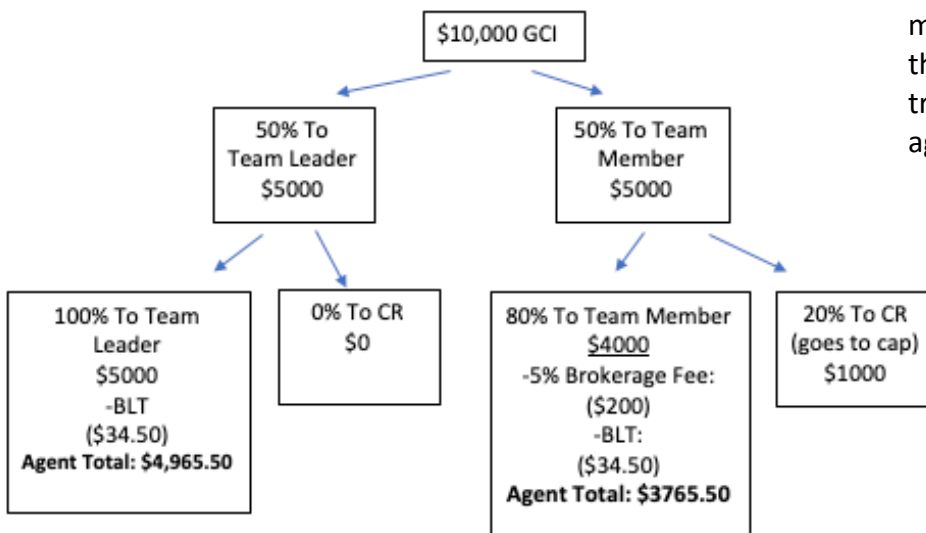 $10,000 GCI
50% To
Team Leader
$5000
50% To Team
Member
$5000
100% To Team
Leader
$5000
-BLT
($34.50)
Agent Total: $4,965.50
0% To CR
$0
80% To Team Member
$4000
-5% Brokerage Fee:
($200)
-BLT:
($34.50)
Agent Total: $3765.50
20% To CR
(goes to cap)
$1000